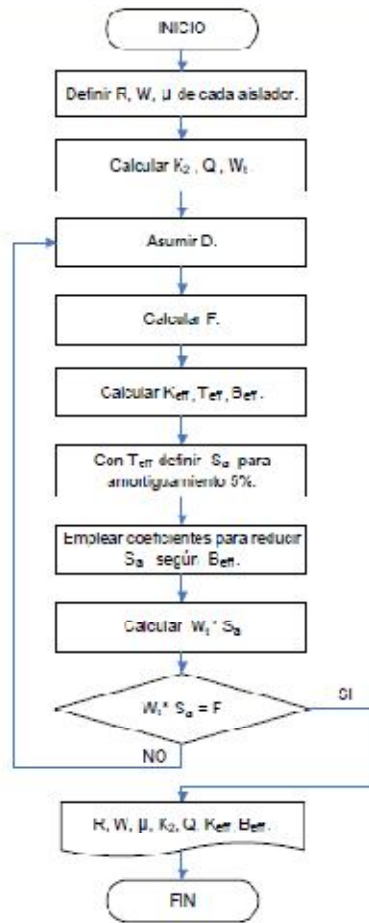 INICIO
Definir R, W, μ de cada aislador.
Calcular K₂ , Q , Wₜ
Asumir D.
Calcular F.
Calcular Kₑff , Tₑff , Bₑff .
Con Tₑff definir Sₐ para
amortiguamiento 5%.
Emplear coeficientes para reducir
Sₐ según Bₑff.
Calcular Wₜ* Sₐ
Wₜ* Sₐ = F
SI
NO
R, W, μ, K₂, Q, Kₑff, Bₑff.
FIN